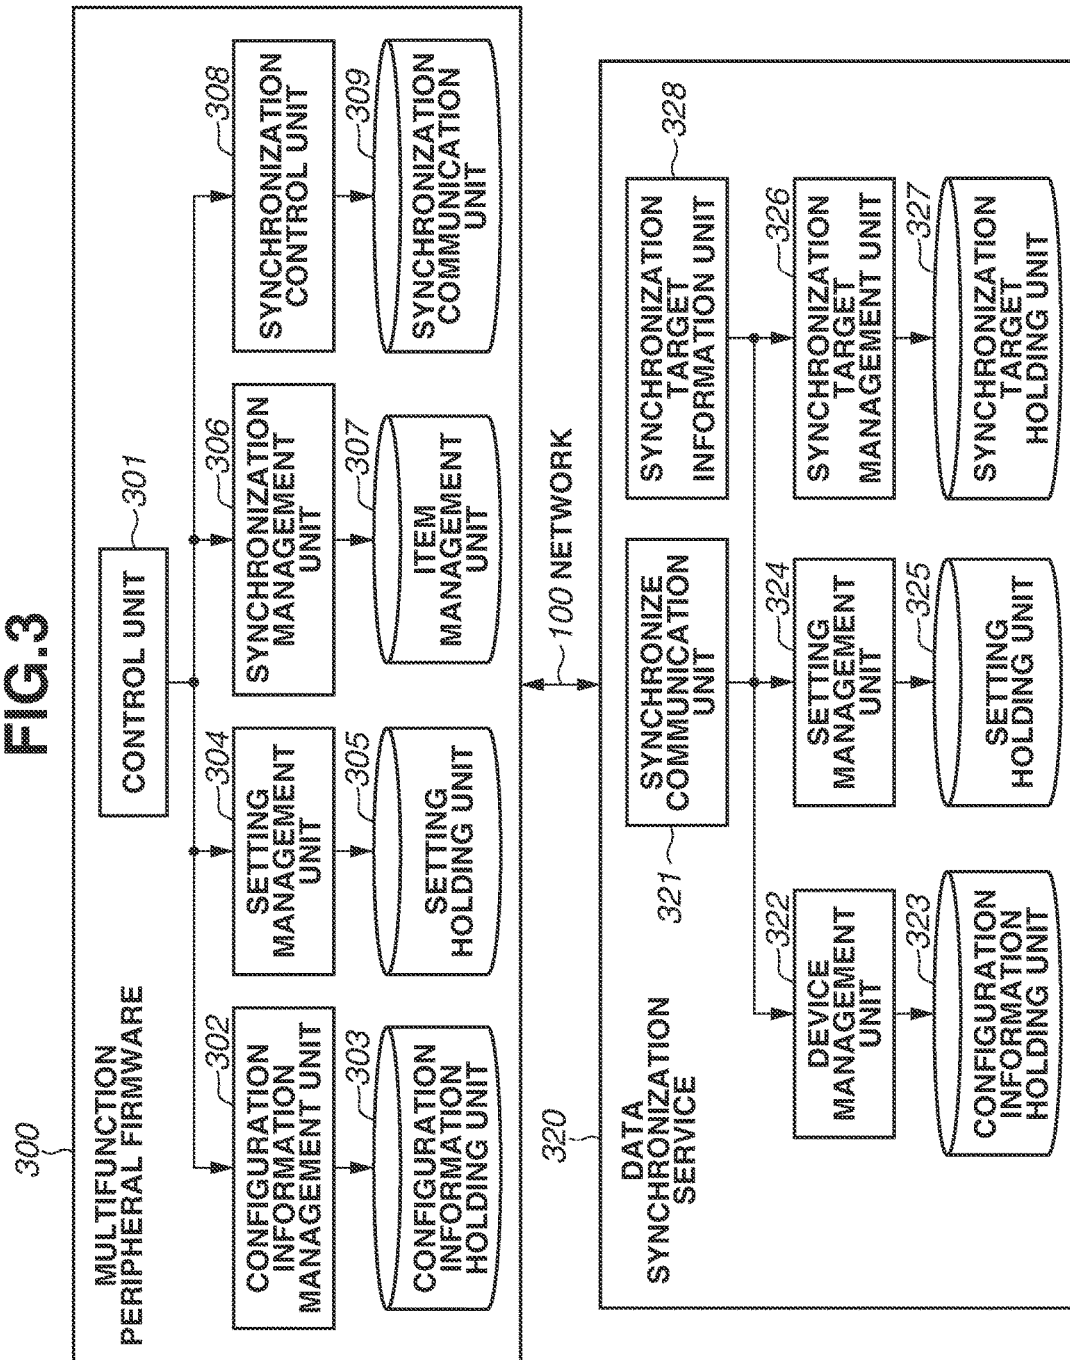 FIG.3
300
MULTIFUNCTION
PERIPHERAL FIRMWARE
CONTROL UNIT
301
302
CONFIGURATION
INFORMATION
MANAGEMENT UNIT
303
CONFIGURATION
INFORMATION
HOLDING UNIT
304
SETTING
MANAGEMENT
UNIT
305
SETTING
HOLDING UNIT
306
SYNCHRONIZATION
MANAGEMENT
UNIT
307
ITEM
MANAGEMENT
UNIT
308
SYNCHRONIZATION
CONTROL UNIT
309
SYNCHRONIZATION
COMMUNICATION
UNIT
100 NETWORK
320
DATA
SYNCHRONIZATION
SERVICE
321
SYNCHRONIZE
COMMUNICATION
UNIT
SYNCHRONIZATION
TARGET
INFORMATION UNIT
328
322
DEVICE
MANAGEMENT
UNIT
323
CONFIGURATION
INFORMATION
HOLDING UNIT
324
SETTING
MANAGEMENT
UNIT
325
SETTING
HOLDING UNIT
326
SYNCHRONIZATION
TARGET
MANAGEMENT UNIT
327
SYNCHRONIZATION
TARGET
HOLDING UNIT